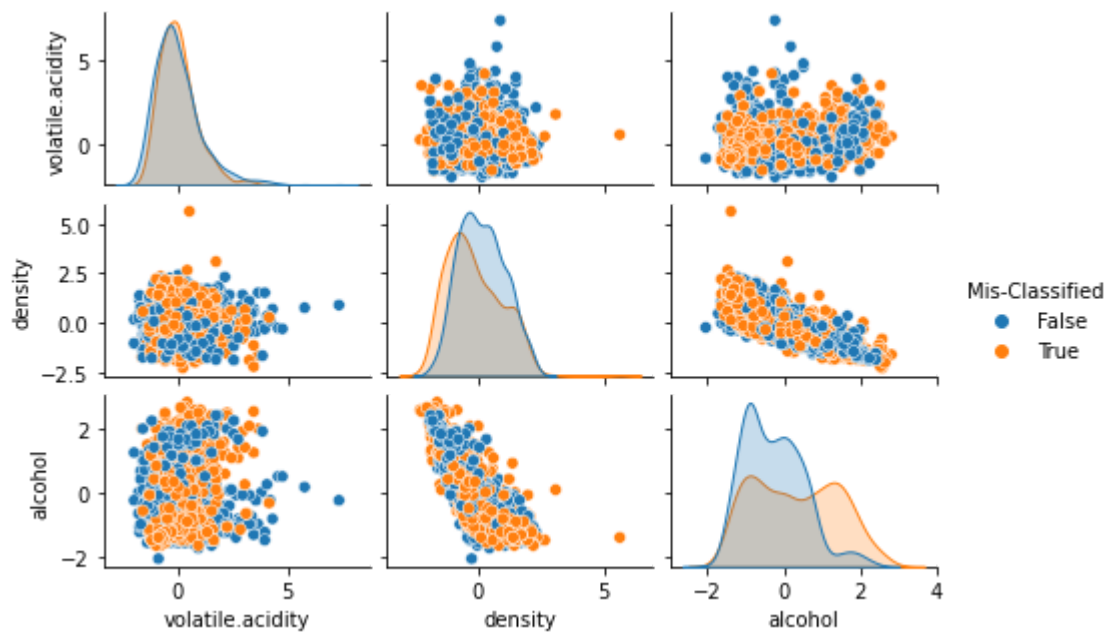 volatile.acidity
5
0
density
5.0
2.5
0.0
−2.5
Mis-Classified
False
True
alcohol
2
0
−2
0
5
volatile.acidity
0
5
density
−2
0
2
4
alcohol